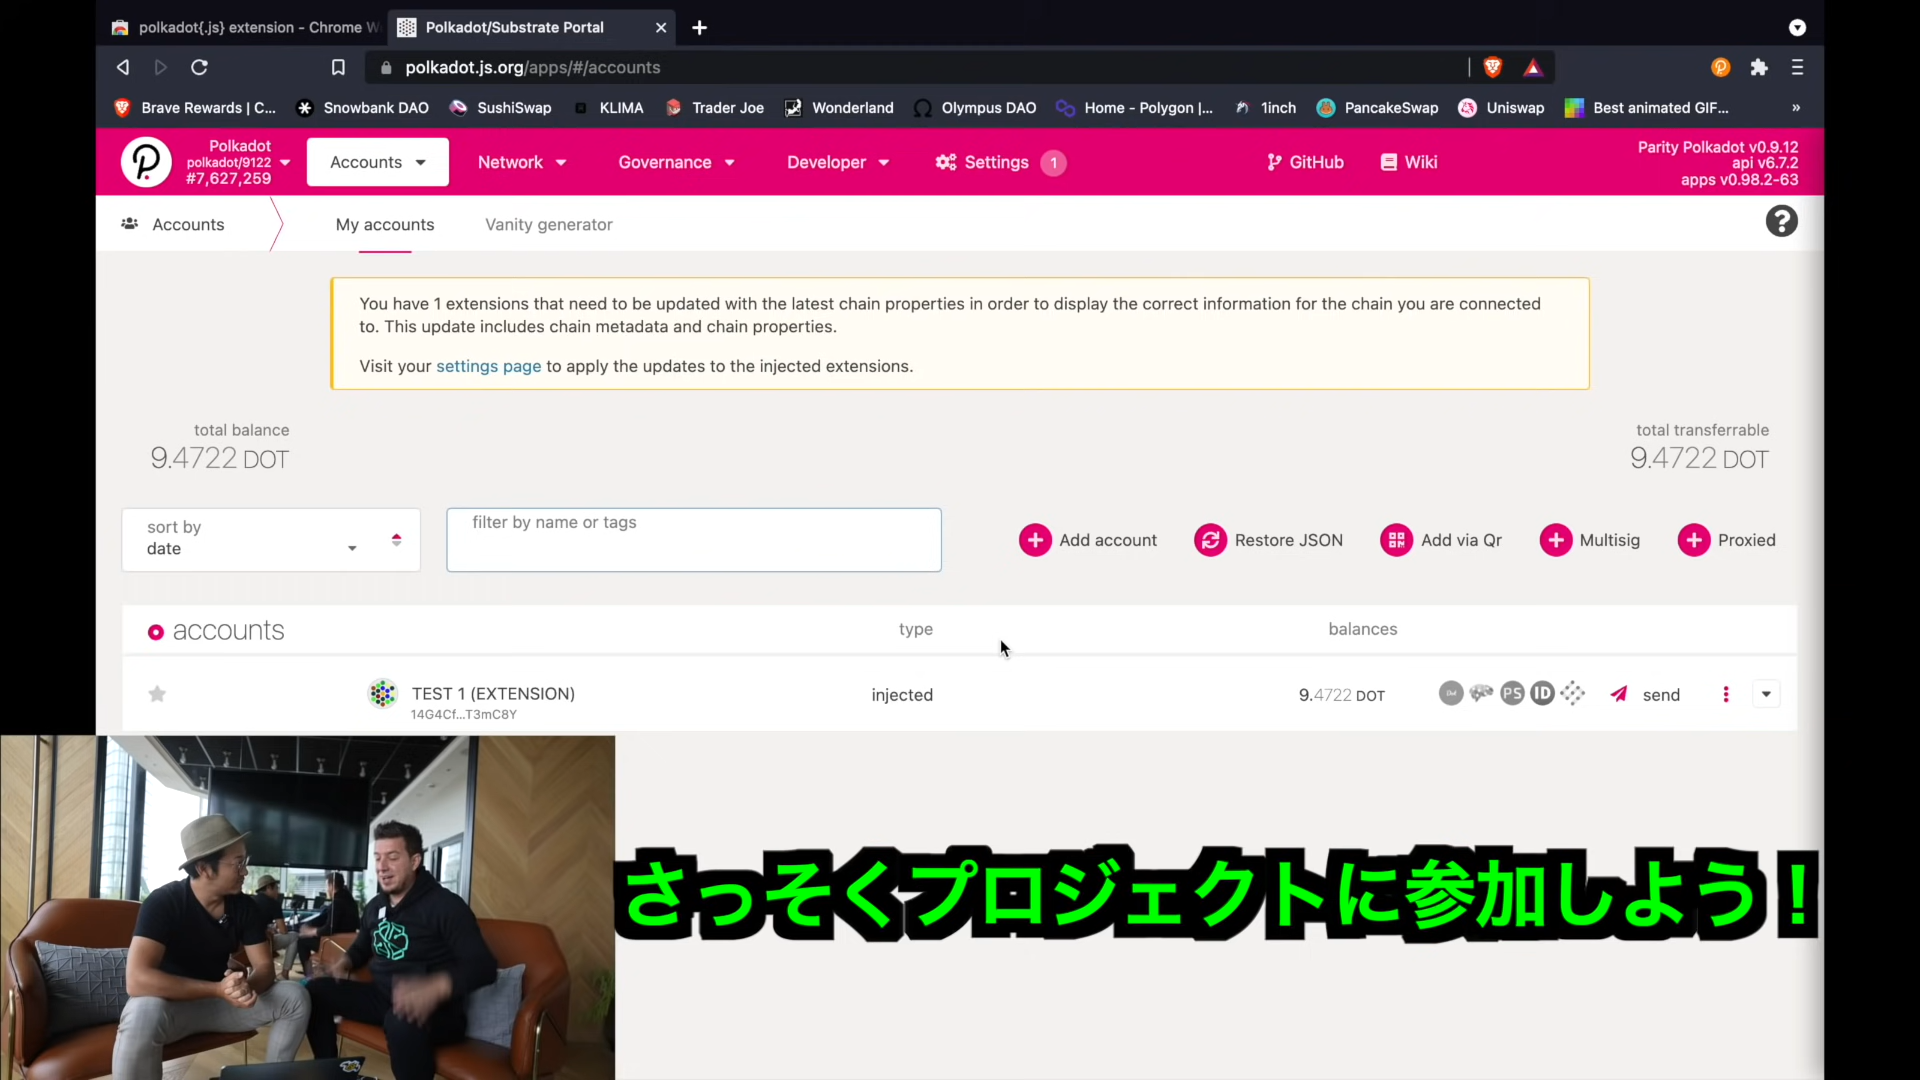 polkadot{.js} extension - Chrome W
Polkadot/Substrate Portal
polkadot.js.org/apps/#/accounts
Brave Rewards | C...
Snowbank DAO
SushiSwap
KLIMA
Trader Joe
Wonderland
Olympus DAO
Home - Polygon |...
1inch
PancakeSwap
Uniswap
Best animated GIF...
»
Polkadot
polkadot/9122
#7,627,259
Accounts
Network
Governance
Developer
Settings
1
GitHub
Wiki
Parity Polkadot v0.9.12
api v6.7.2
apps v0.98.2-63
Accounts
My accounts
Vanity generator
?
You have 1 extensions that need to be updated with the latest chain properties in order to display the correct information for the chain you are connected
to. This update includes chain metadata and chain properties.
Visit your settings page to apply the updates to the injected extensions.
total balance
9.4722 DOT
total transferrable
9.4722 DOT
sort by
date
filter by name or tags
Add account
Restore JSON
Add via Qr
Multisig
Proxied
accounts
type
balances
TEST 1 (EXTENSION)
14G4Cf...T3mC8Y
injected
9.4722 DOT
PS
ID
send
さっそくプロジェクトに参加しよう！